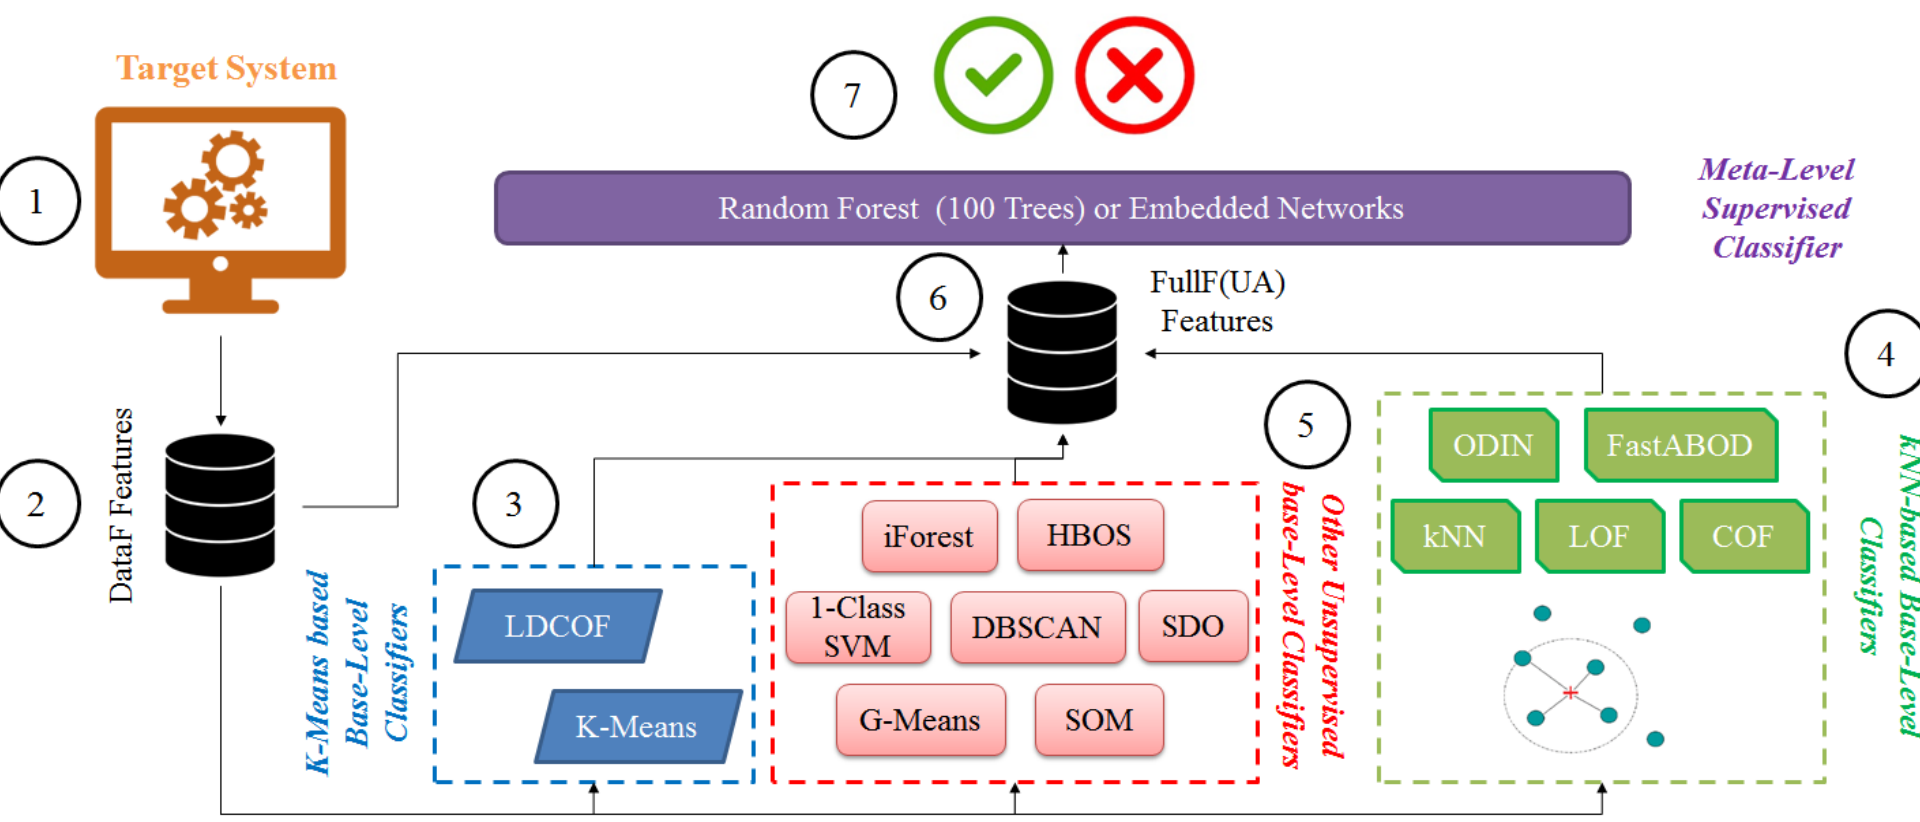 Target System
1
7
Random Forest (100 Trees) or Embedded Networks
Meta-Level
Supervised
Classifier
6
FullF(UA)
Features
4
2
DataF Features
3
K-Means based
Base-Level
Classifiers
LDCOF
K-Means
5
iForest
HBOS
1-Class
SVM
DBSCAN
SDO
G-Means
SOM
Other Unsupervised
base-Level Classifiers
ODIN
FastABOD
kNN
LOF
COF
kNN-based Base-Level
Classifiers